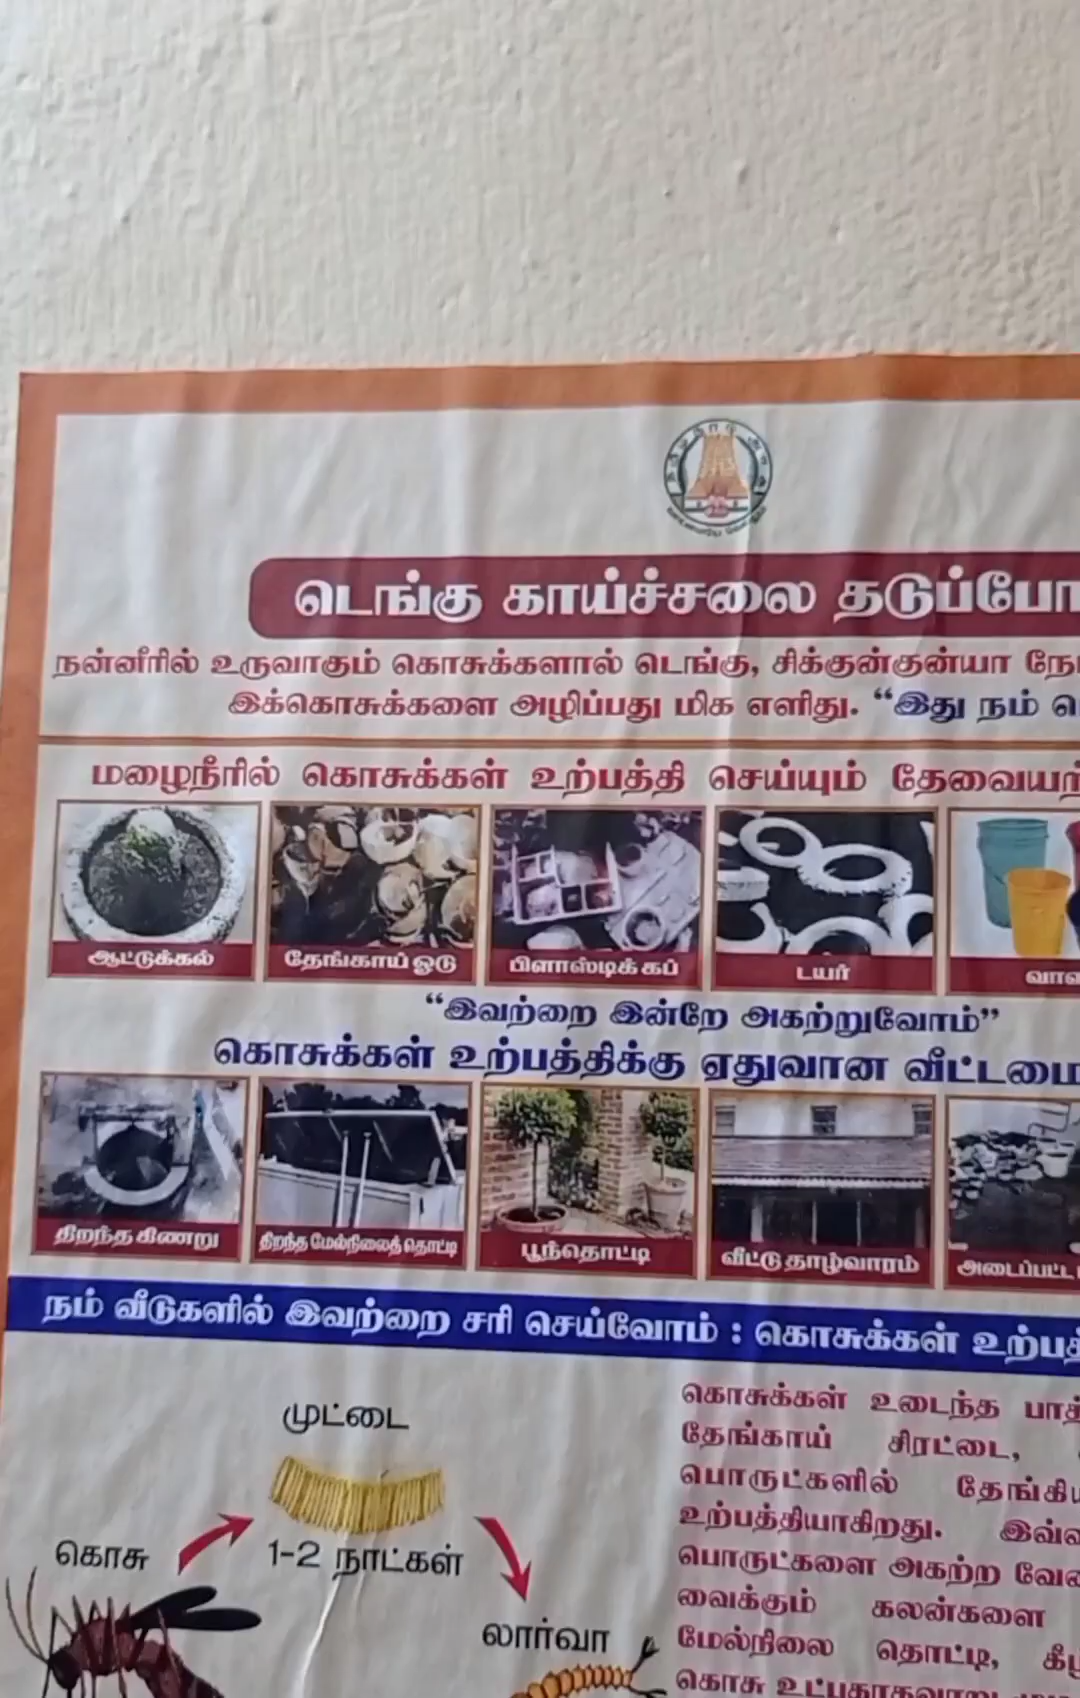 டெங்கு காய்ச்சலை தடுப்போ
நன்னீரில் உருவாகும் கொசுக்களால் டெங்கு, சிக்குன்குன்யா நோ
இக்கொசுக்களை அழிப்பது மிக எளிது. “இது நம்
மழைநீரில் கொசுக்கள் உற்பத்தி செய்யும் தேவையற்
ஆட்டுக்கல்
தேங்காய் ஓடு
பிளாஸ்டிக் கப்
டயர்
“இவற்றை இன்றே அகற்றுவோம்”
கொசுக்கள் உற்பத்திக்கு ஏதுவான வீட்டமை
திறந்த கிணறு
திறந்த மேல்நிலைத் தொட்டி
பூந்தொட்டி
வீட்டு தாழ்வாரம்
அடைப்பட்ட
நம் வீடுகளில் இவற்றை சரி செய்வோம் : கொசுக்கள் உற்பத்
முட்டை
கொசு
1-2 நாட்கள்
லார்வா
கொசுக்கள் உடைந்த பாத்
தேங்காய் சிரட்டை,
பொருட்களில் தேங்கிய
உற்பத்தியாகிறது. இவ்
பொருட்களை அகற்ற வே
வைக்கும் கலன்களை
மேல்நிலை தொட்டி, கீழ்
கொசு